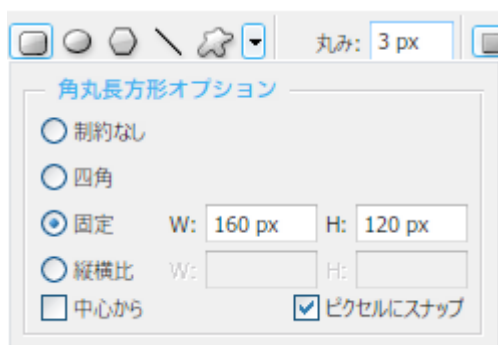 丸み: 3 px
角丸長方形オプション
制約なし
四角
固定 W: 160 px H: 120 px
縦横比 W: H:
中心から ピクセルにスナップ